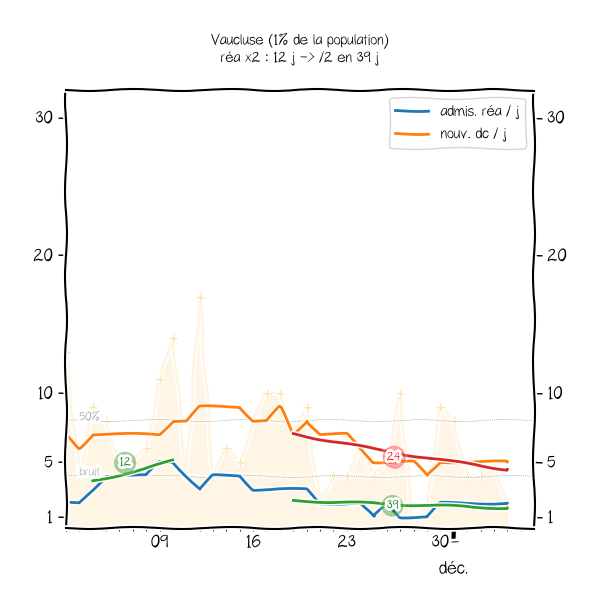 Vaucluse (1% de la population)
réa x2 : 12 j -> /2 en 39 j
admis. réa / j
nouv. dc / j
30 30
20 20
10 10
50%
5 5
bruit
12
24
39
1 1
09 16 23 30
déc.